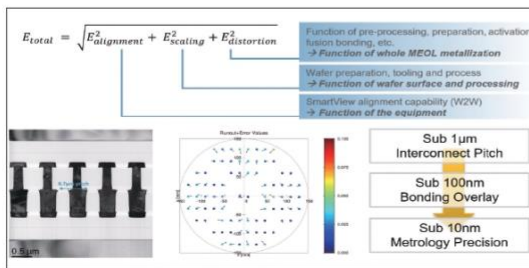 E_total = √(E²_alignment + E²_scaling + E²_distortion)
Function of pre-processing, preparation, activation
fusion bonding, etc.
→ Function of whole MEOL metallization
Wafer preparation, tooling and process
→ Function of wafer surface and processing
SmartView alignment capability (W2W)
→ Function of the equipment
0.5 µm
Runout-Error Values
Sub 1µm
Interconnect Pitch
Sub 100nm
Bonding Overlay
Sub 10nm
Metrology Precision